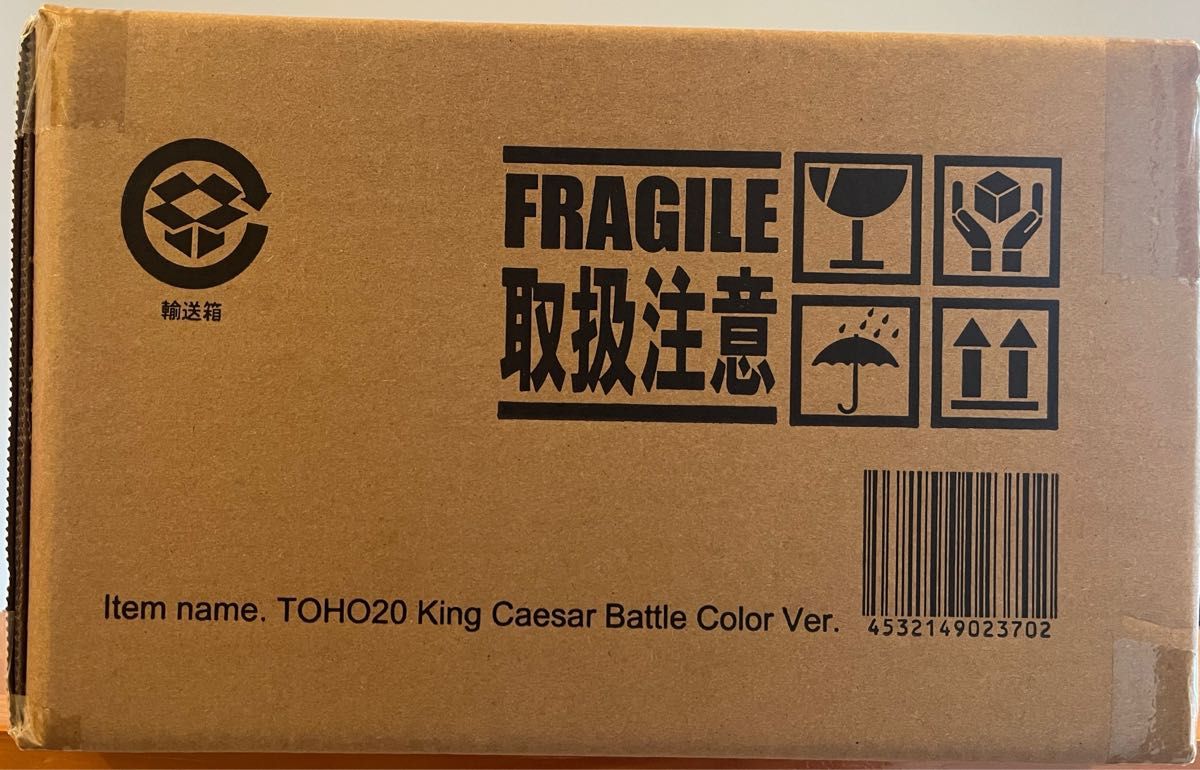 輸送箱
FRAGILE
取扱注意
Item name. TOHO20 King Caesar Battle Color Ver.
4532149023702